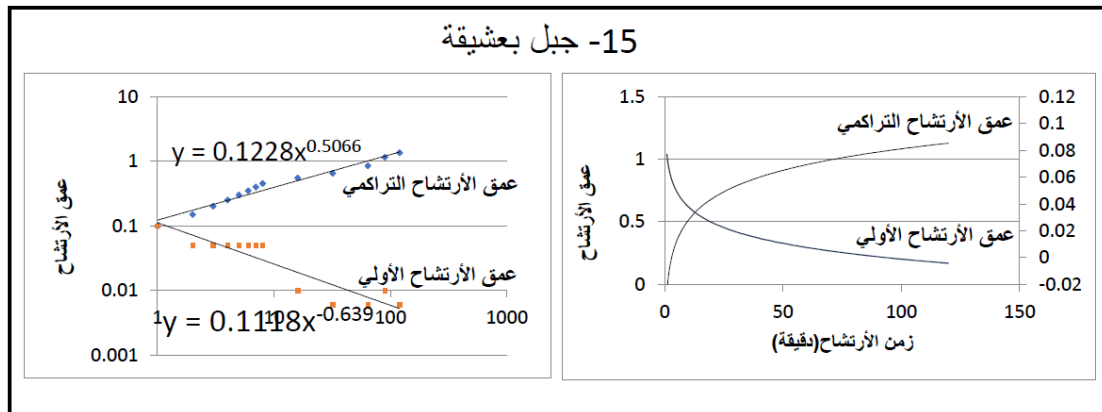 15- جبل بعشيقة
10
1
0.1
0.01
0.001
1
10
100
1000
عمق الأرتشاح
y = 0.1228x^0.5066
عمق الأرتشاح التراكمي
عمق الأرتشاح الأولي
y = 0.1118x^-0.639
1.5
1
0.5
0
0.12
0.1
0.08
0.06
0.04
0.02
0
-0.02
0
50
100
150
عمق الأرتشاح
عمق الأرتشاح التراكمي
عمق الأرتشاح الأولي
زمن الأرتشاح(دقيقة)